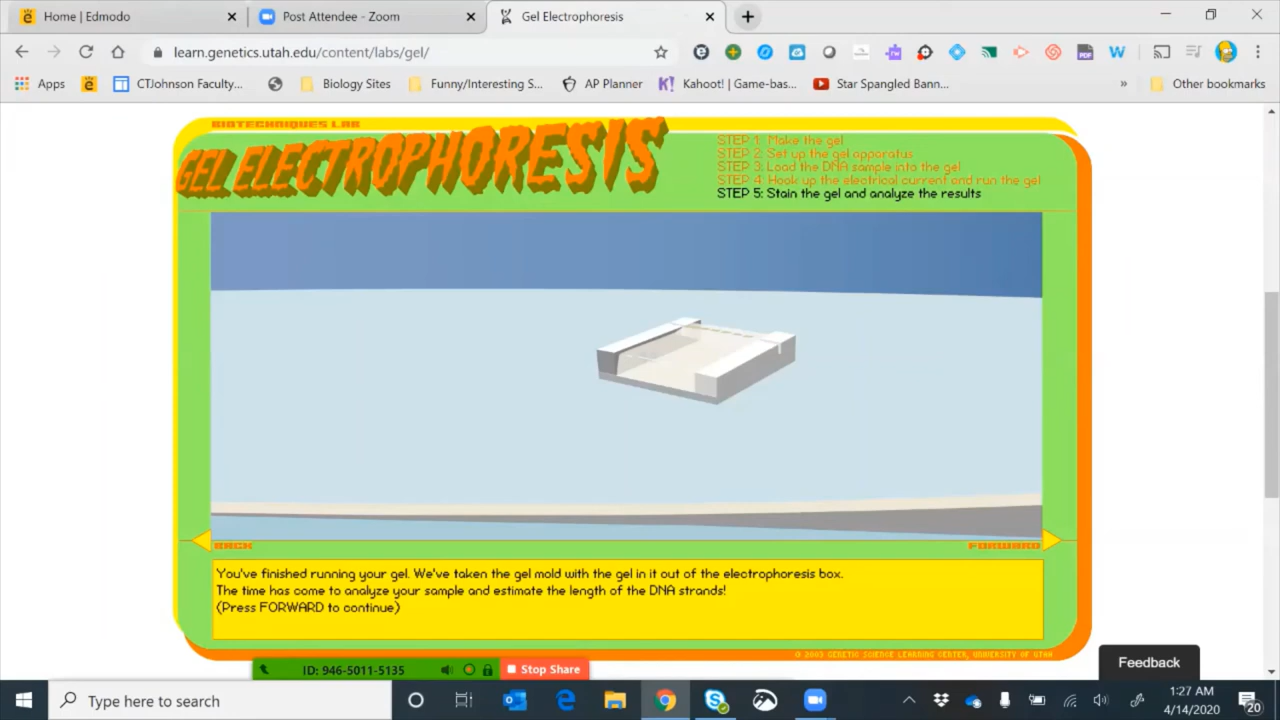 Home | Edmodo
Post Attendee - Zoom
Gel Electrophoresis
learn.genetics.utah.edu/content/labs/gel/
Apps
CTJohnson Faculty...
Biology Sites
Funny/Interesting S...
AP Planner
Kahoot! | Game-bas...
Star Spangled Bann...
»
Other bookmarks
BIOTECHNIQUES LAB
GEL ELECTROPHORESIS
STEP 1: Make the gel
STEP 2: Set up the gel apparatus
STEP 3: Load the DNA sample into the gel
STEP 4: Hook up the electrical current and run the gel
STEP 5: Stain the gel and analyze the results
BACK
FORWARD
You've finished running your gel. We've taken the gel mold with the gel in it out of the electrophoresis box.
The time has come to analyze your sample and estimate the length of the DNA strands!
(Press FORWARD to continue)
© 2003 GENETIC SCIENCE LEARNING CENTER, UNIVERSITY OF UTAH
ID: 946-5011-5135
Stop Share
Feedback
Type here to search
1:27 AM
4/14/2020
20